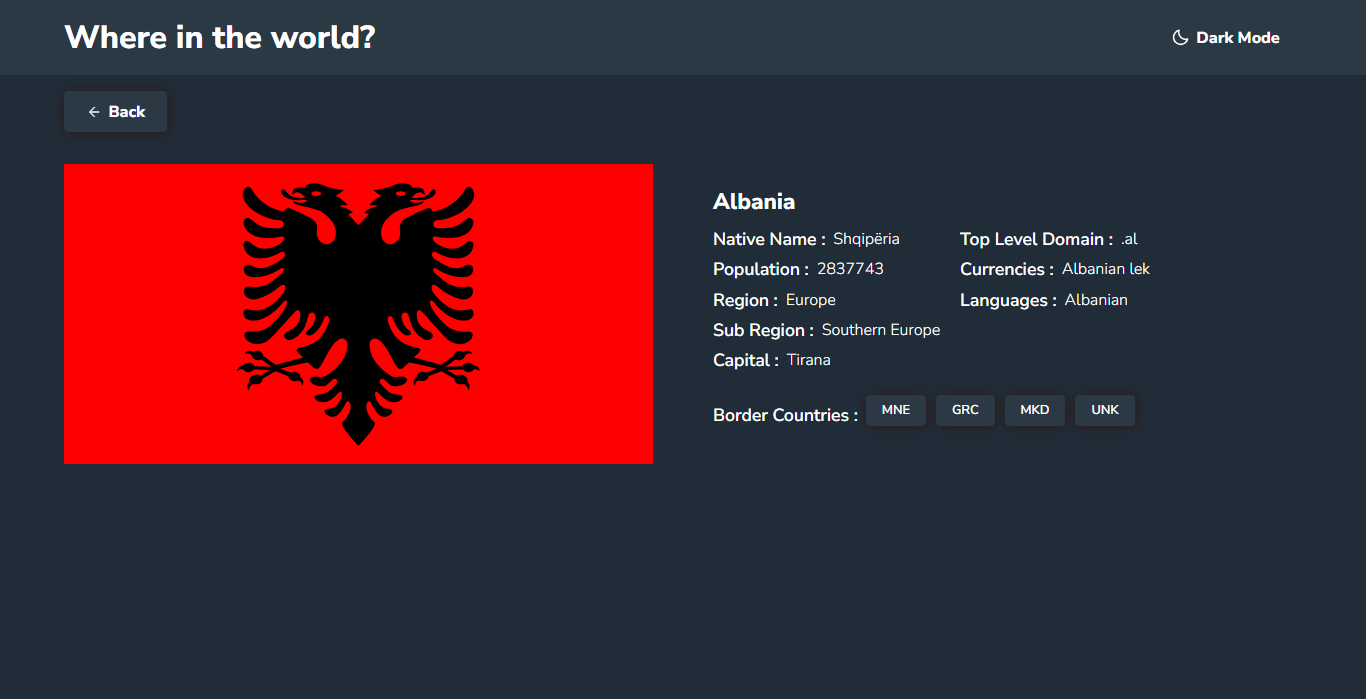 Where in the world?
Dark Mode
Back
Albania
Native Name : Shqipëria
Population : 2837743
Region : Europe
Sub Region : Southern Europe
Capital : Tirana
Top Level Domain : .al
Currencies : Albanian lek
Languages : Albanian
Border Countries : MNE GRC MKD UNK